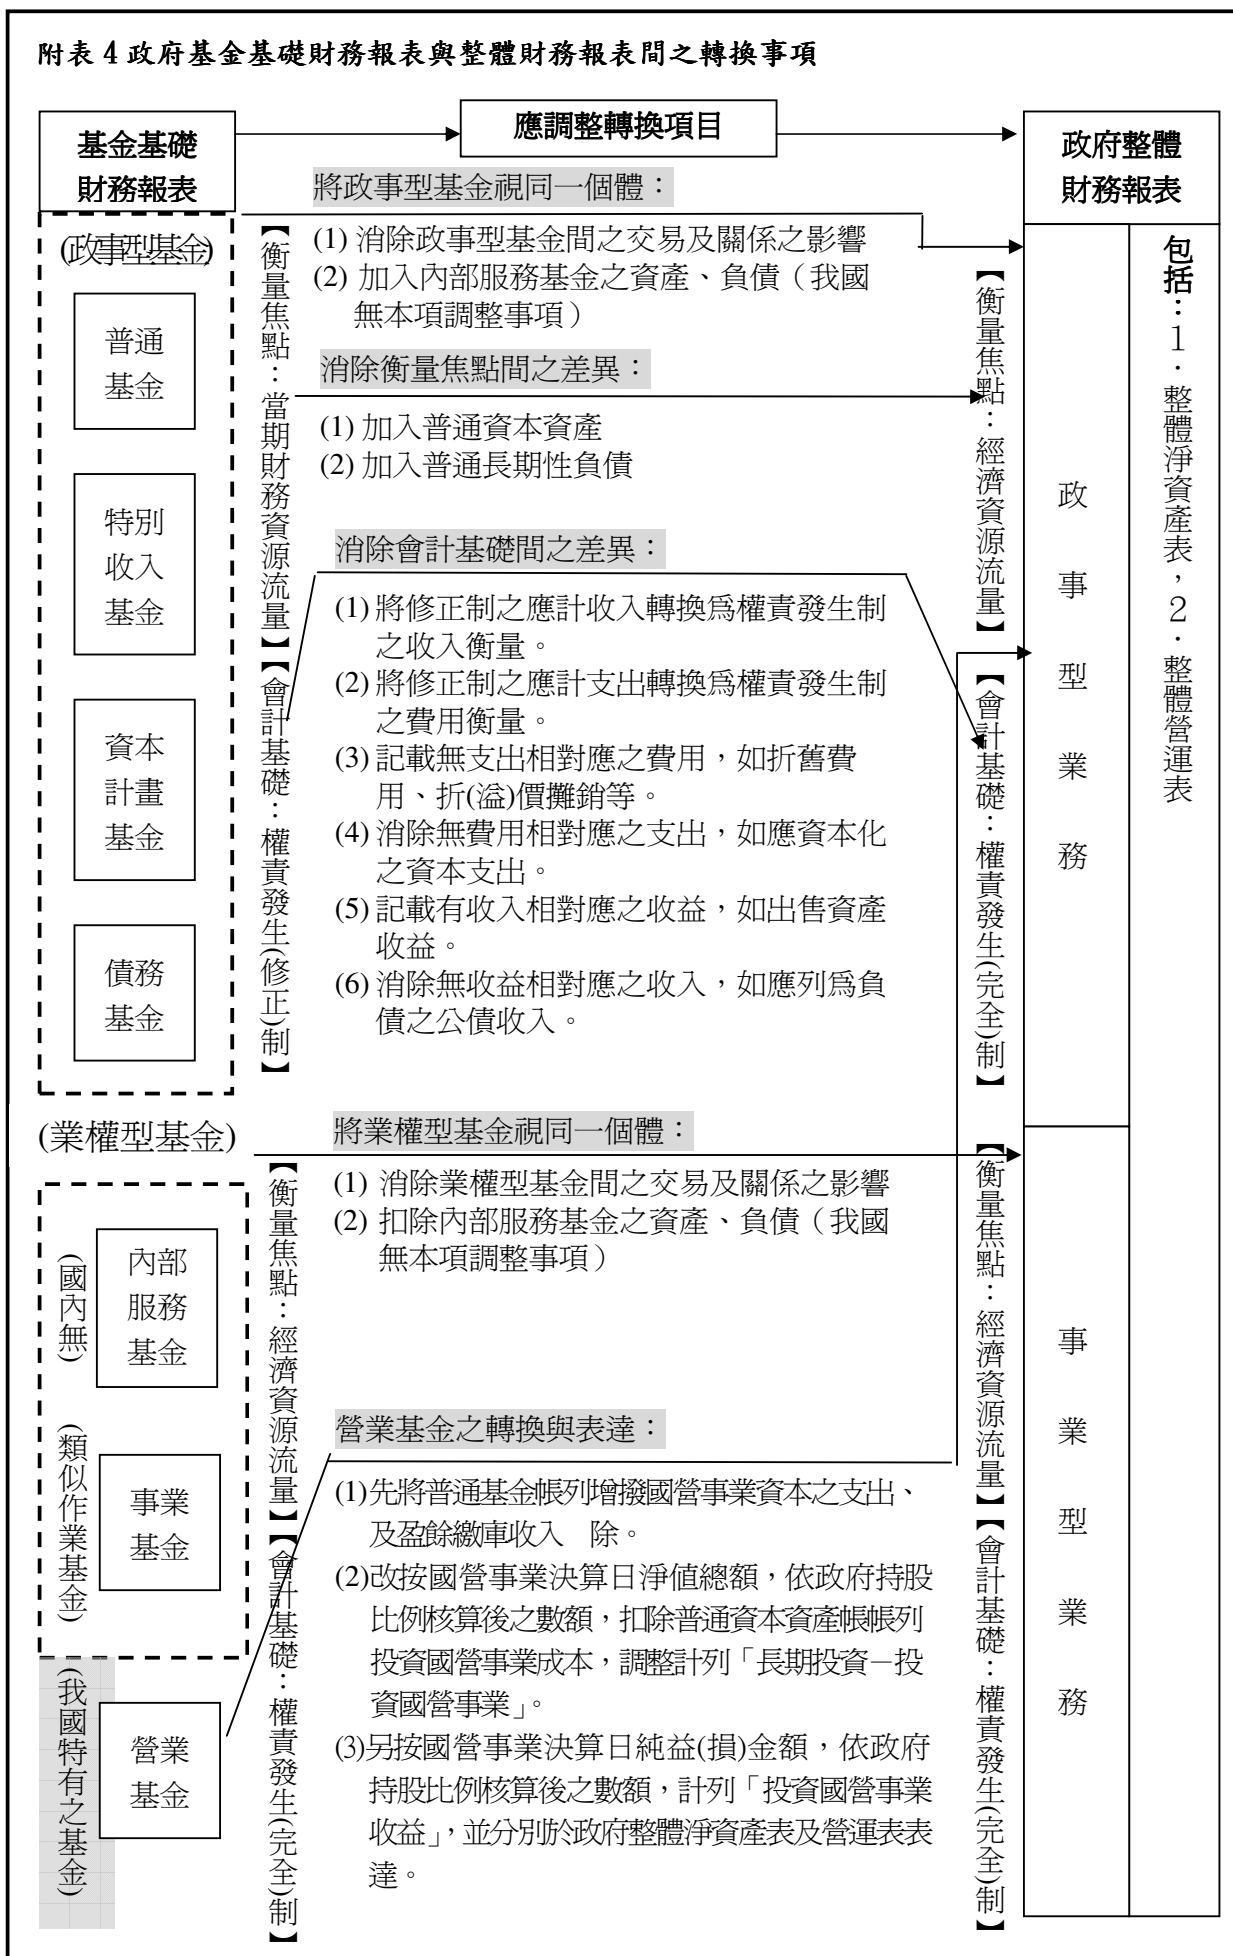 附表 4 政府基金基礎財務報表與整體財務報表間之轉換事項
基金基礎
財務報表
應調整轉換項目
政府整體
財務報表
(政事型基金)
普通
基金
特別
收入
基金
資本
計畫
基金
債務
基金
【衡量焦點：當期財務資源流量】【會計基礎：權責發生(修正)制】
將政事型基金視同一個體：
(1) 消除政事型基金間之交易及關係之影響
(2) 加入內部服務基金之資產、負債（我國
無本項調整事項）
消除衡量焦點間之差異：
(1) 加入普通資本資產
(2) 加入普通長期性負債
消除會計基礎間之差異：
(1) 將修正制之應計收入轉換為權責發生制
之收入衡量。
(2) 將修正制之應計支出轉換為權責發生制
之費用衡量。
(3) 記載無支出相對應之費用，如折舊費
用、折(溢)價攤銷等。
(4) 消除無費用相對應之支出，如應資本化
之資本支出。
(5) 記載有收入相對應之收益，如出售資產
收益。
(6) 消除無收益相對應之收入，如應列為負
債之公債收入。
【衡量焦點：經濟資源流量】【會計基礎：權責發生(完全)制】
政事型業務
包括：1．整體淨資產表，2．整體營運表
(業權型基金)
(國內無)
內部
服務
基金
(類似作業基金)
事業
基金
(我國特有之基金)
營業
基金
【衡量焦點：經濟資源流量】【會計基礎：權責發生(完全)制】
將業權型基金視同一個體：
(1) 消除業權型基金間之交易及關係之影響
(2) 扣除內部服務基金之資產、負債（我國
無本項調整事項）
營業基金之轉換與表達：
(1)先將普通基金帳列增撥國營事業資本之支出、
及盈餘繳庫收入 除。
(2)改按國營事業決算日淨值總額，依政府持股
比例核算後之數額，扣除普通資本資產帳帳列
投資國營事業成本，調整計列「長期投資－投
資國營事業」。
(3)另按國營事業決算日純益(損)金額，依政府
持股比例核算後之數額，計列「投資國營事業
收益」，並分別於政府整體淨資產表及營運表表
達。
【衡量焦點：經濟資源流量】【會計基礎：權責發生(完全)制】
事業型業務